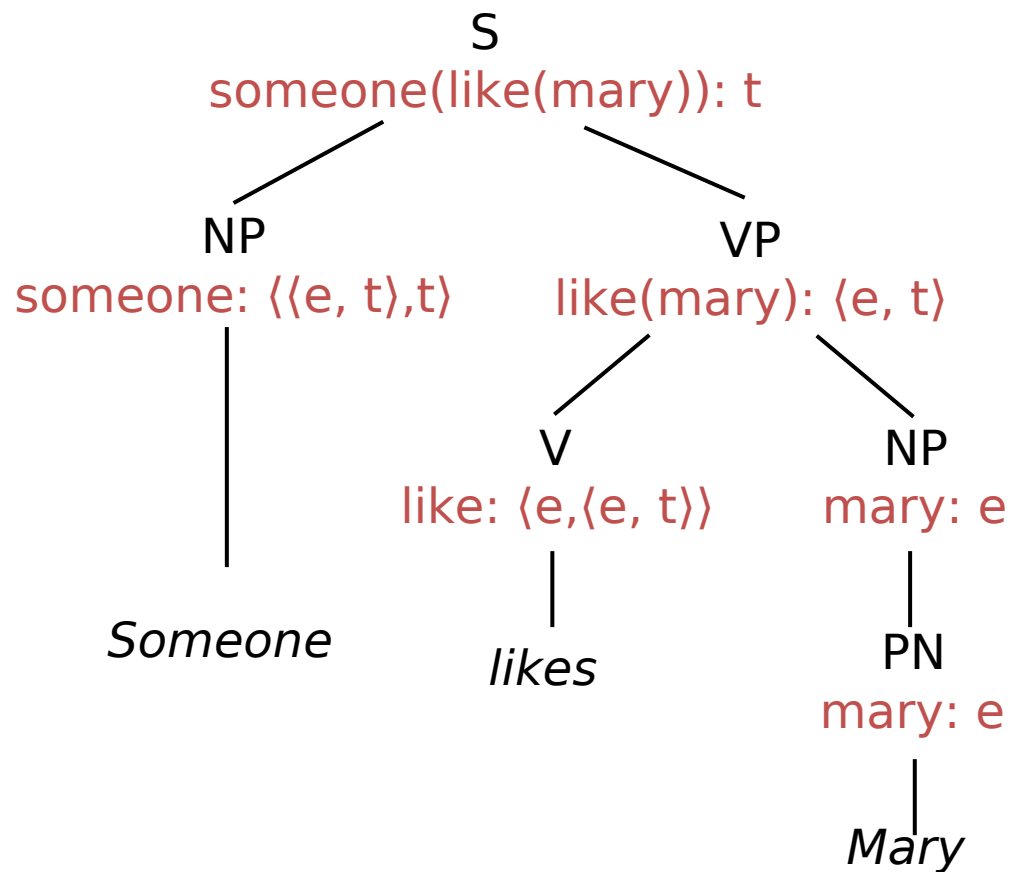 S
someone(like(mary)): t
NP
VP
someone: ⟨⟨e, t⟩,t⟩
like(mary): ⟨e, t⟩
V
NP
like: ⟨e,⟨e, t⟩⟩
mary: e
Someone
likes
PN
mary: e
Mary